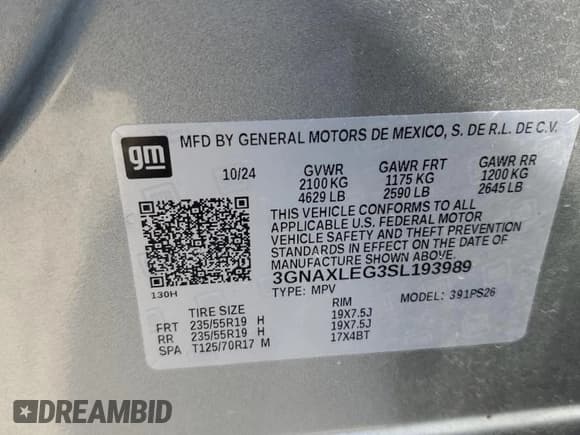 gm MFD BY GENERAL MOTORS DE MEXICO, S. DE R.L. DE C.V.
10/24 GVWR GAWR FRT GAWR RR
2100 KG 1175 KG 1200 KG
4629 LB 2590 LB 2645 LB
THIS VEHICLE CONFORMS TO ALL
APPLICABLE U.S. FEDERAL MOTOR
VEHICLE SAFETY AND THEFT PREVENTION
STANDARDS IN EFFECT ON THE DATE OF
MANUFACTURE SHOWN ABOVE.
3GNAXLEG3SL193989
130H TYPE: MPV MODEL: 391PS26
TIRE SIZE RIM
FRT 235/55R19 H 19X7.5J
RR 235/55R19 H 19X7.5J
SPA T125/70R17 M 17X4BT
DREAMBID